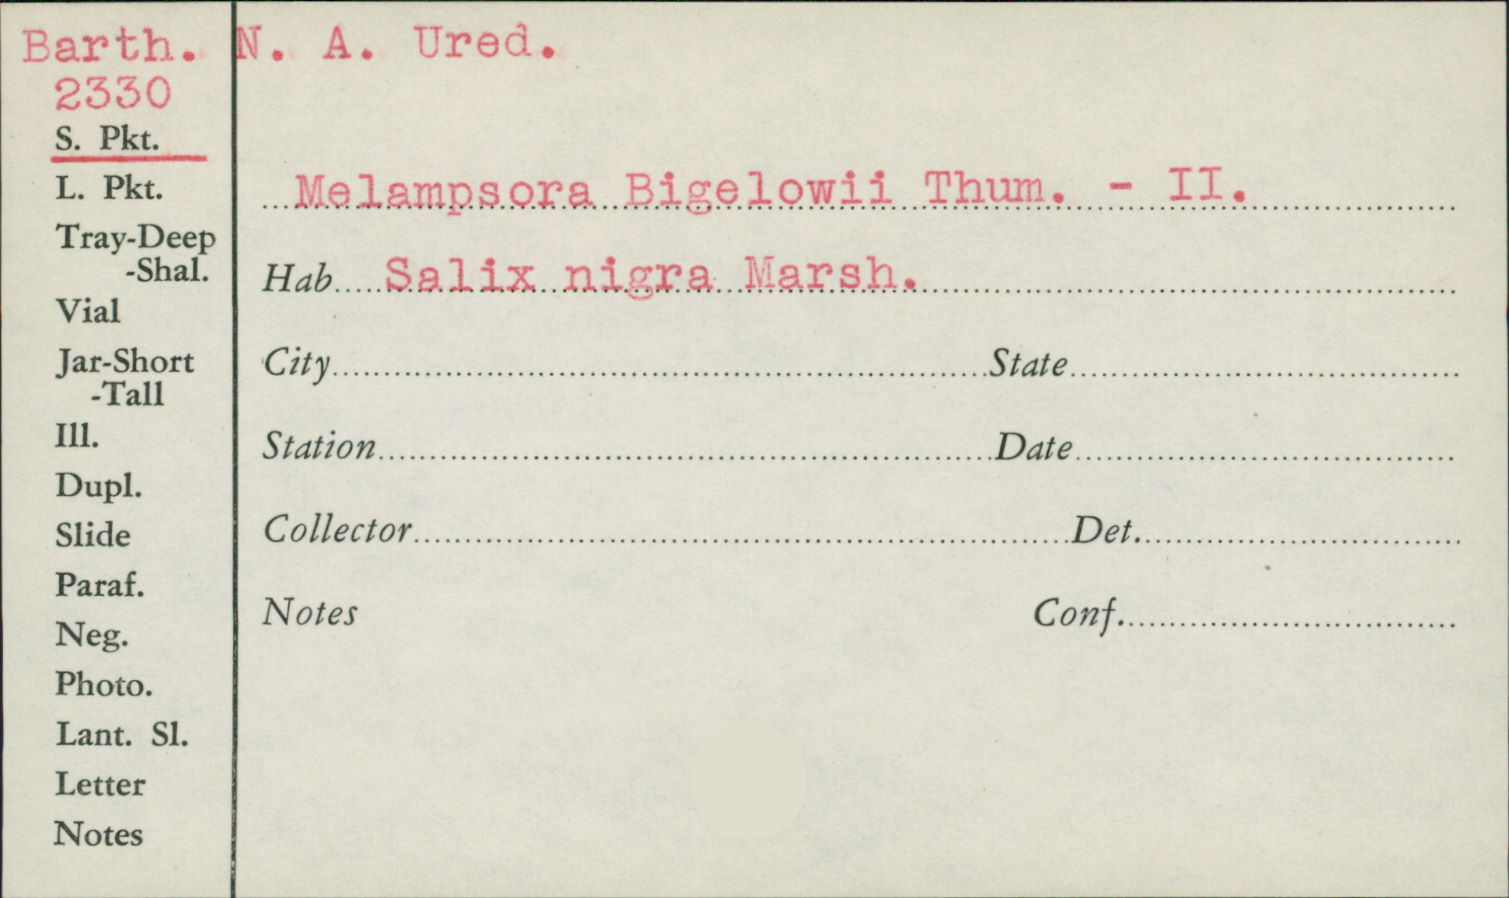 Barth. N. A. Ured.
2330
S. Pkt.
L. Pkt.
Tray-Deep
-Shal.
Vial
Jar-Short
-Tall
Ill.
Dupl.
Slide
Paraf.
Neg.
Photo.
Lant. Sl.
Letter
Notes
Melampsora Bigelowii Thum. - II.
Hab. Salix nigra Marsh.
City State
Station Date
Collector Det.
Notes Conf.